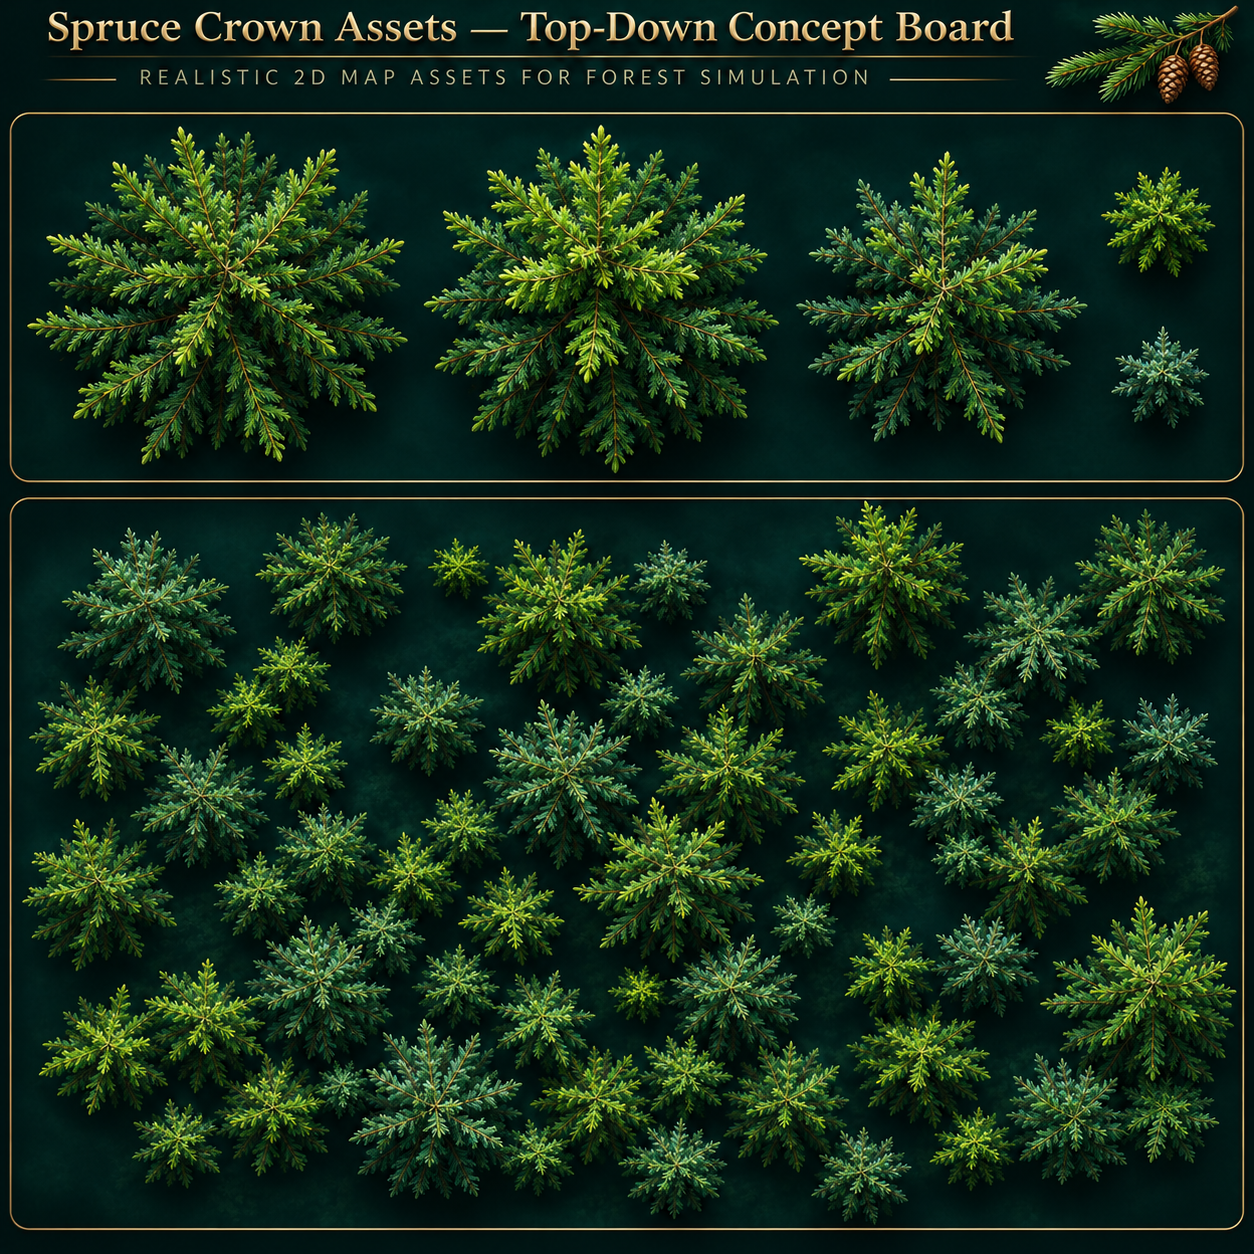 Spruce Crown Assets — Top-Down Concept Board
REALISTIC 2D MAP ASSETS FOR FOREST SIMULATION